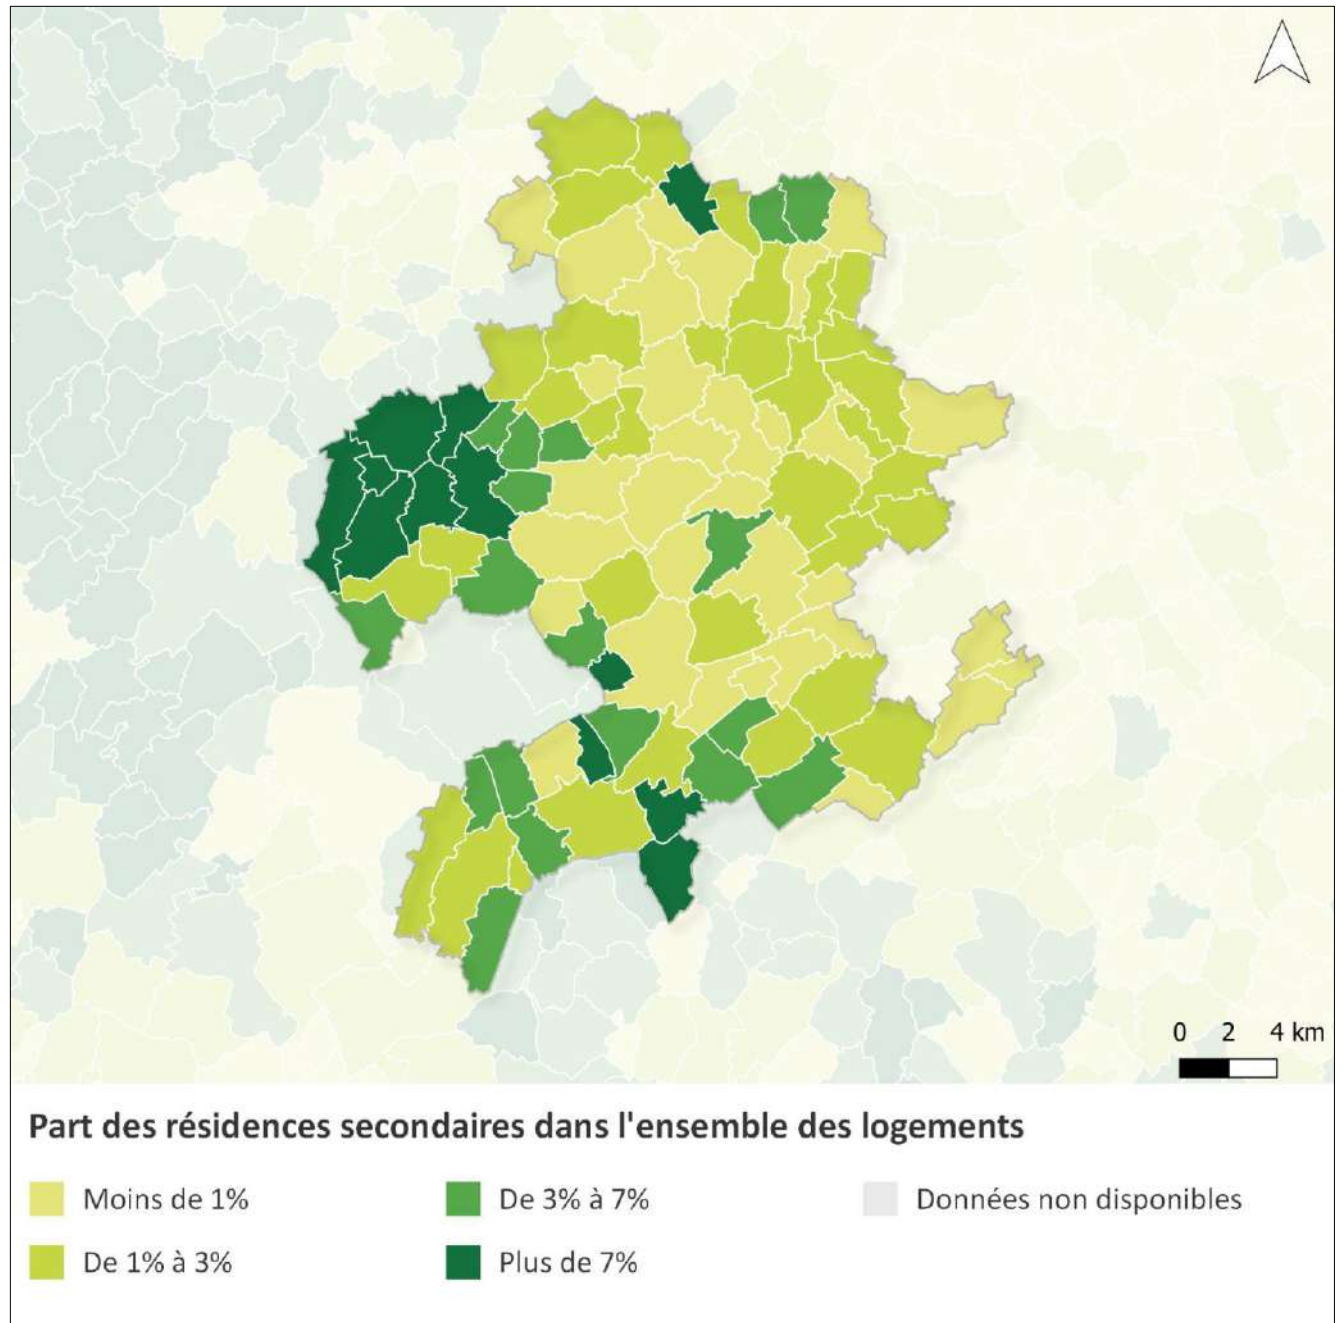 0 2 4 km
Part des résidences secondaires dans l'ensemble des logements
Moins de 1%
De 3% à 7%
Données non disponibles
De 1% à 3%
Plus de 7%